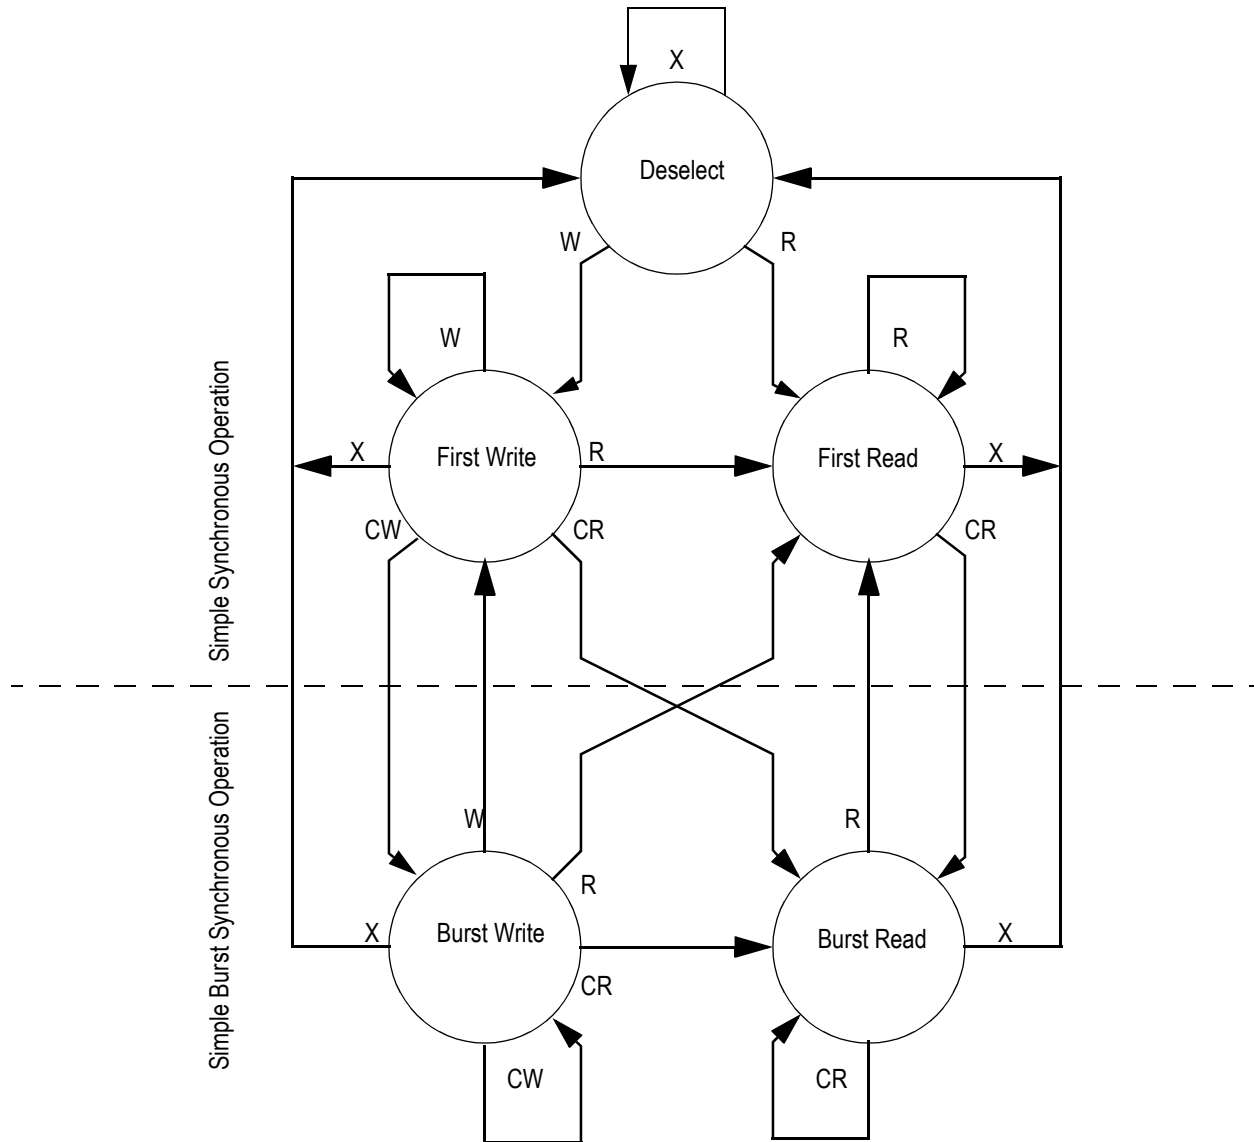 X
Deselect
W
R
W
R
Simple Synchronous Operation
X
First Write
R
First Read
X
CW
CR
CR
Simple Burst Synchronous Operation
W
R
R
X
Burst Write
Burst Read
X
CR
CW
CR